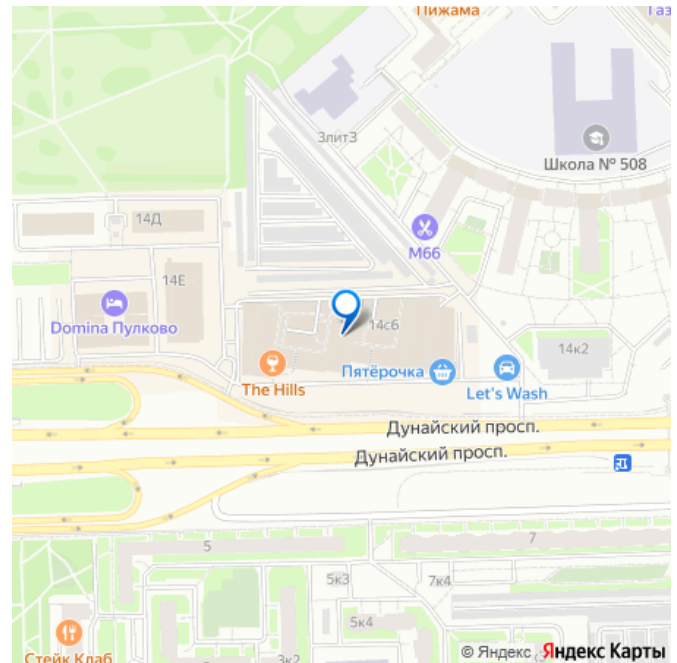 Пижама
Газ
3литЗ
Школа № 508
14Д
М66
14Е
Domina Пулково
14с6
14к2
The Hills
Пятёрочка
Let's Wash
Дунайский просп.
Дунайский просп.
5
7
5к3
7к4
5к4
Стейк Клаб
3к2
© Яндекс Яндекс Карты